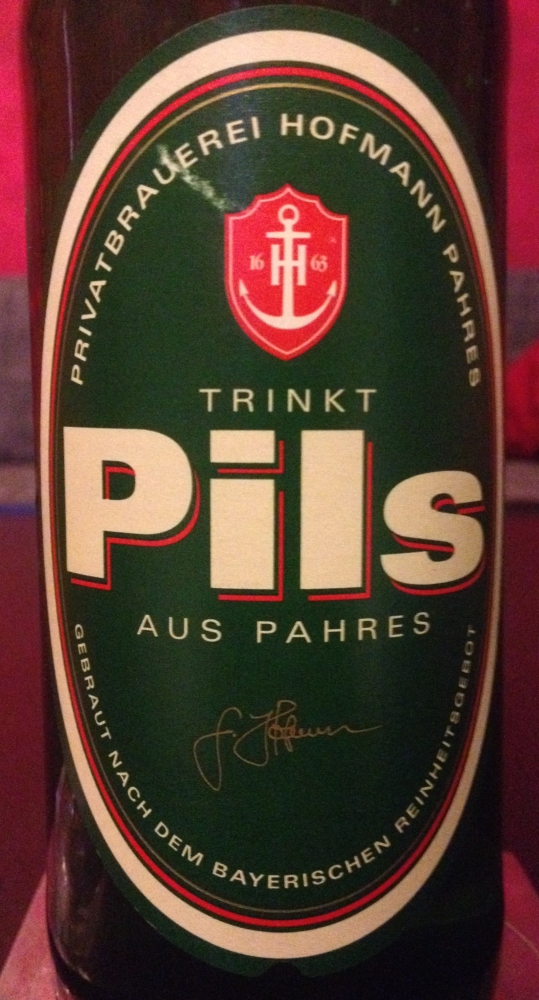 PRIVATBRAUEREI HOFMANN PAHRES
16 H 63
TRINKT
Pils
AUS PAHRES
GEBRAUT NACH DEM BAYERISCHEN REINHEITSGEBOT